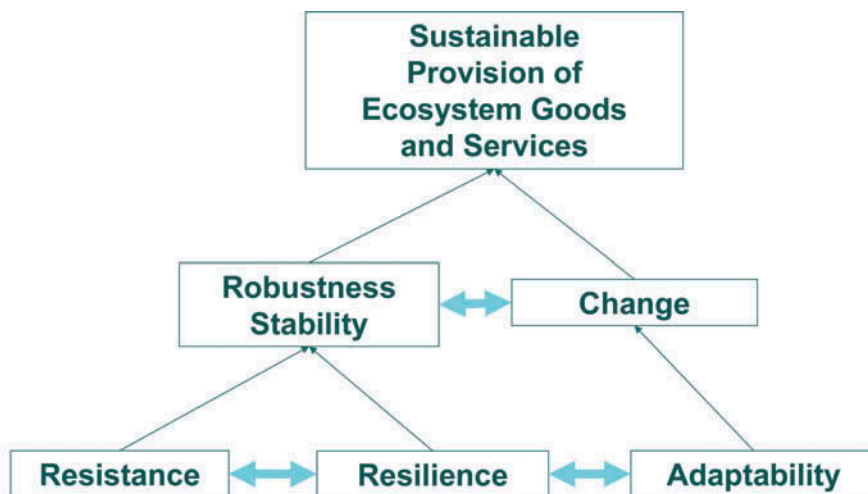 Sustainable
Provision of
Ecosystem Goods
and Services
Robustness
Stability
Change
Resistance
Resilience
Adaptability